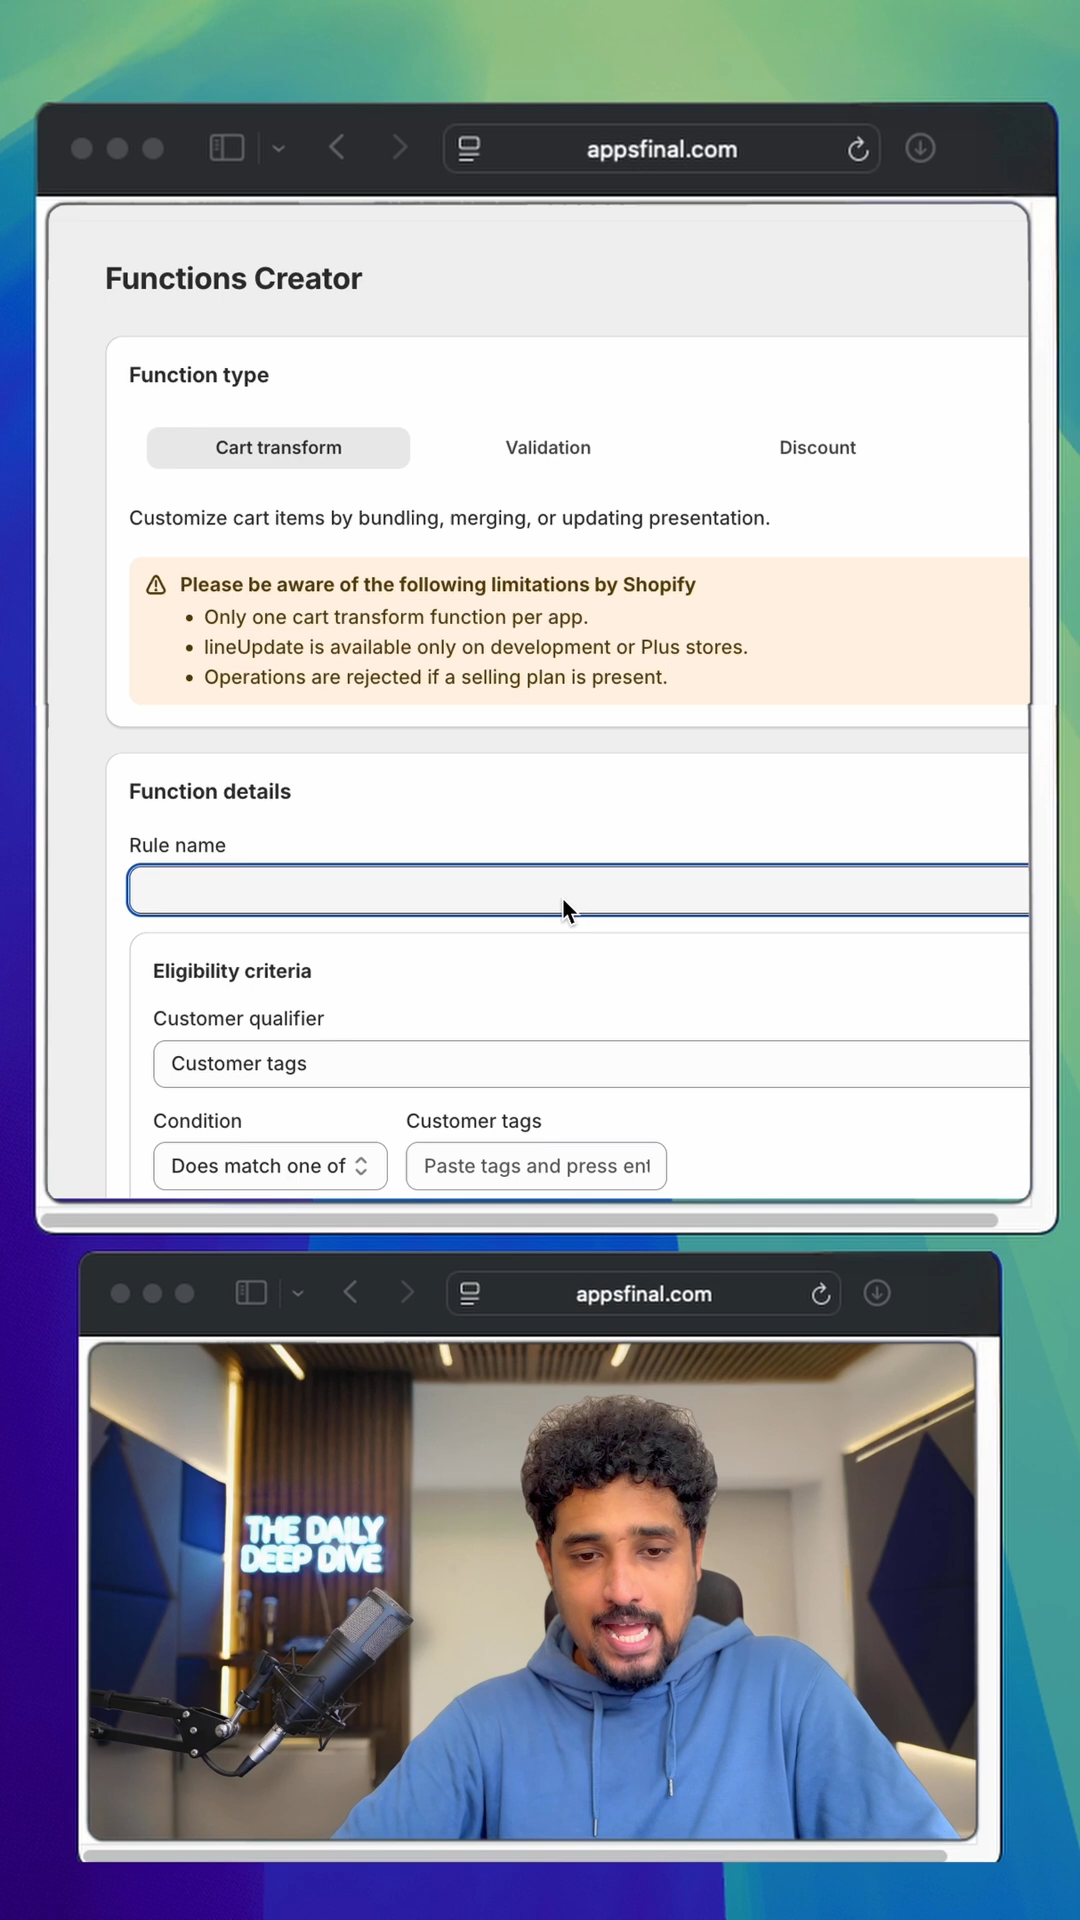 appsfinal.com
Functions Creator
Function type
Cart transform
Validation
Discount
Customize cart items by bundling, merging, or updating presentation.
Please be aware of the following limitations by Shopify
• Only one cart transform function per app.
• lineUpdate is available only on development or Plus stores.
• Operations are rejected if a selling plan is present.
Function details
Rule name
Eligibility criteria
Customer qualifier
Customer tags
Condition
Customer tags
Does match one of
Paste tags and press ent
appsfinal.com
THE DAILY
DEEP DIVE